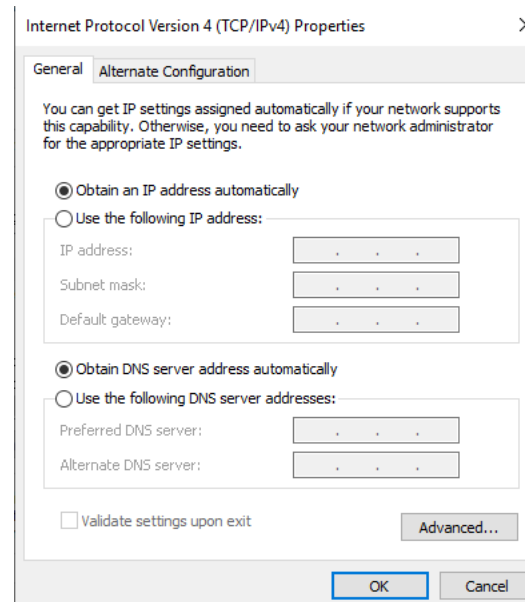 Internet Protocol Version 4 (TCP/IPv4) Properties
General Alternate Configuration
You can get IP settings assigned automatically if your network supports
this capability. Otherwise, you need to ask your network administrator
for the appropriate IP settings.
Obtain an IP address automatically
Use the following IP address:
IP address:
Subnet mask:
Default gateway:
Obtain DNS server address automatically
Use the following DNS server addresses:
Preferred DNS server:
Alternate DNS server:
Validate settings upon exit
Advanced...
OK Cancel